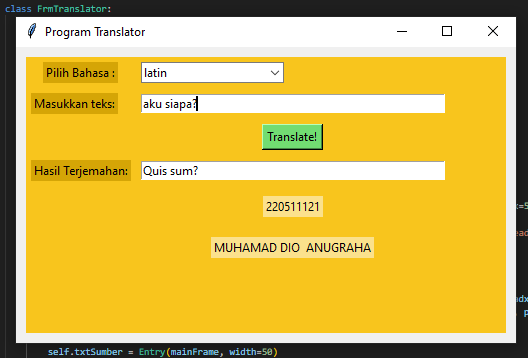 class FrmTranslator:
Program Translator
Pilih Bahasa :
latin
Masukkan teks:
aku siapa?
Translate!
Hasil Terjemahan:
Quis sum?
220511121
MUHAMAD DIO  ANUGRAHA
self.txtSumber = Entry(mainFrame, width=50)